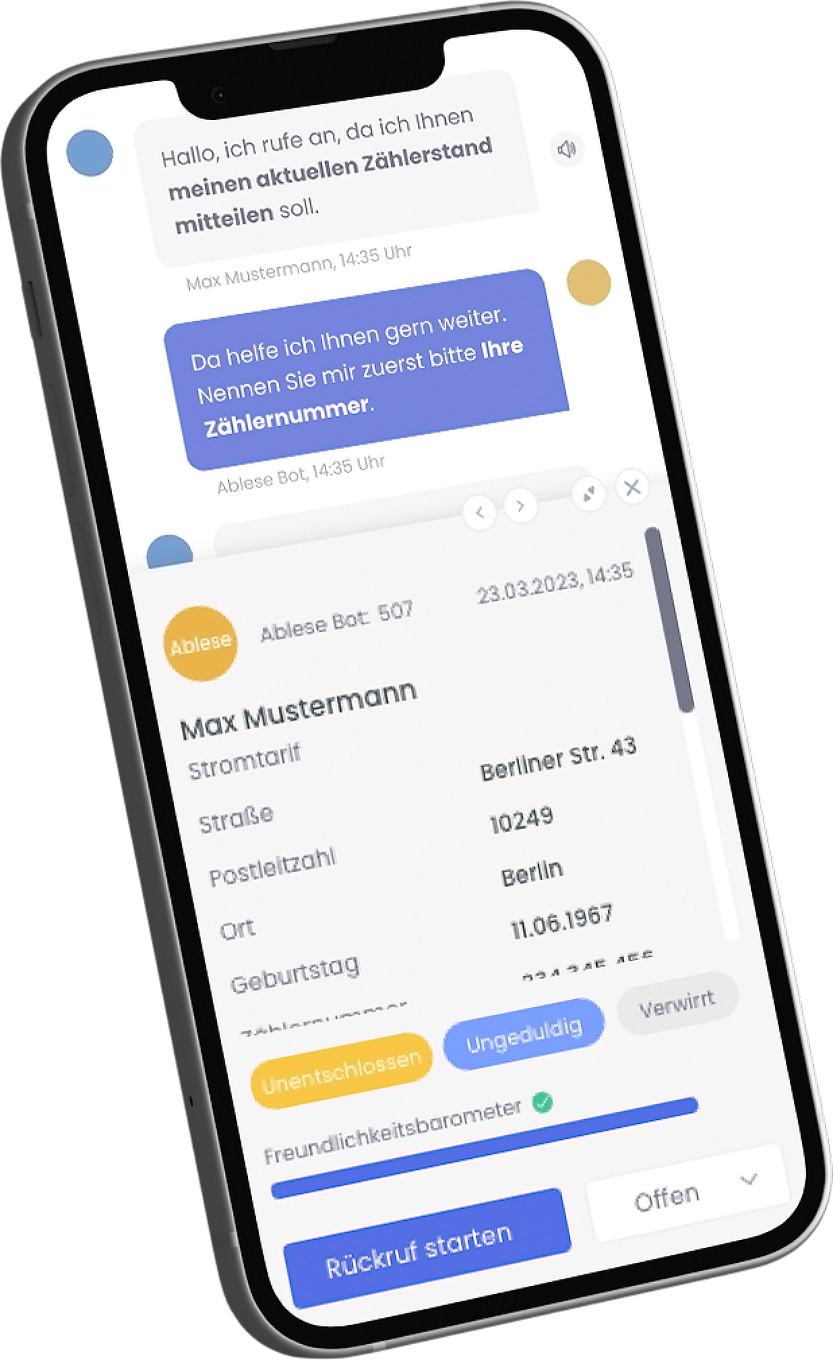 Hallo, ich rufe an, da ich Ihnen
meinen aktuellen Zählerstand
mitteilen soll.
Max Mustermann, 14:35 Uhr
Da helfe ich Ihnen gern weiter.
Nennen Sie mir zuerst bitte Ihre
Zählernummer.
Ablese Bot, 14:35 Uhr
Ablese
Ablese Bot: 507
23.03.2023, 14:35
Max Mustermann
Stromtarif
Straße
Berliner Str. 43
Postleitzahl
10249
Ort
Berlin
Geburtstag
11.06.1967
Unentschlossen
Ungeduldig
Verwirrt
Freundlichkeitsbarometer
Rückruf starten
Offen